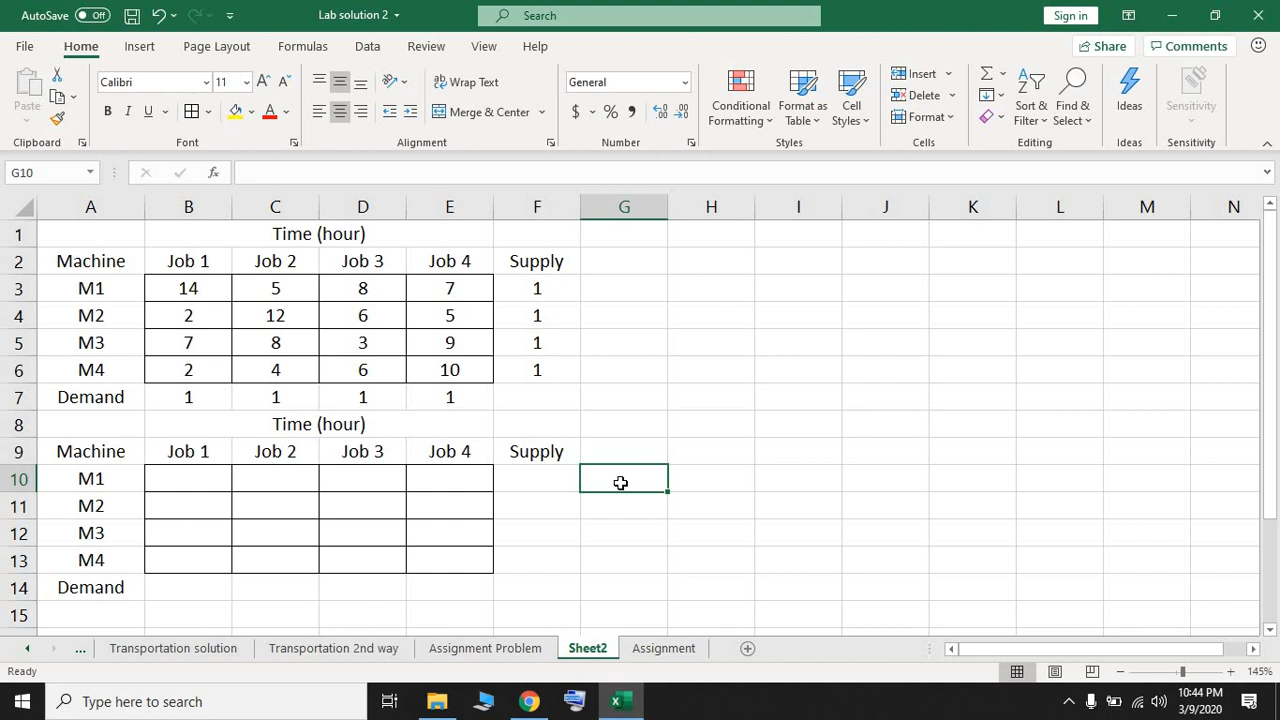 AutoSave Off Lab solution 2 Search Sign in
File Home Insert Page Layout Formulas Data Review View Help Share Comments
Paste Calibri 11 A A Wrap Text General Conditional Formatting Format as Table Cell Styles Insert Sort & Filter Find & Select Ideas Sensitivity
B I U A Merge & Center $ % , Delete
Format
Clipboard Font Alignment Number Styles Cells Editing Ideas Sensitivity
G10 fx
A B C D E F G H I J K L M N
1 Time (hour)
2 Machine Job 1 Job 2 Job 3 Job 4 Supply
3 M1 14 5 8 7 1
4 M2 2 12 6 5 1
5 M3 7 8 3 9 1
6 M4 2 4 6 10 1
7 Demand 1 1 1 1
8 Time (hour)
9 Machine Job 1 Job 2 Job 3 Job 4 Supply
10 M1
11 M2
12 M3
13 M4
14 Demand
15
... Transportation solution Transportation 2nd way Assignment Problem Sheet2 Assignment
Ready 145%
Type here to search 10:44 PM
3/9/2020